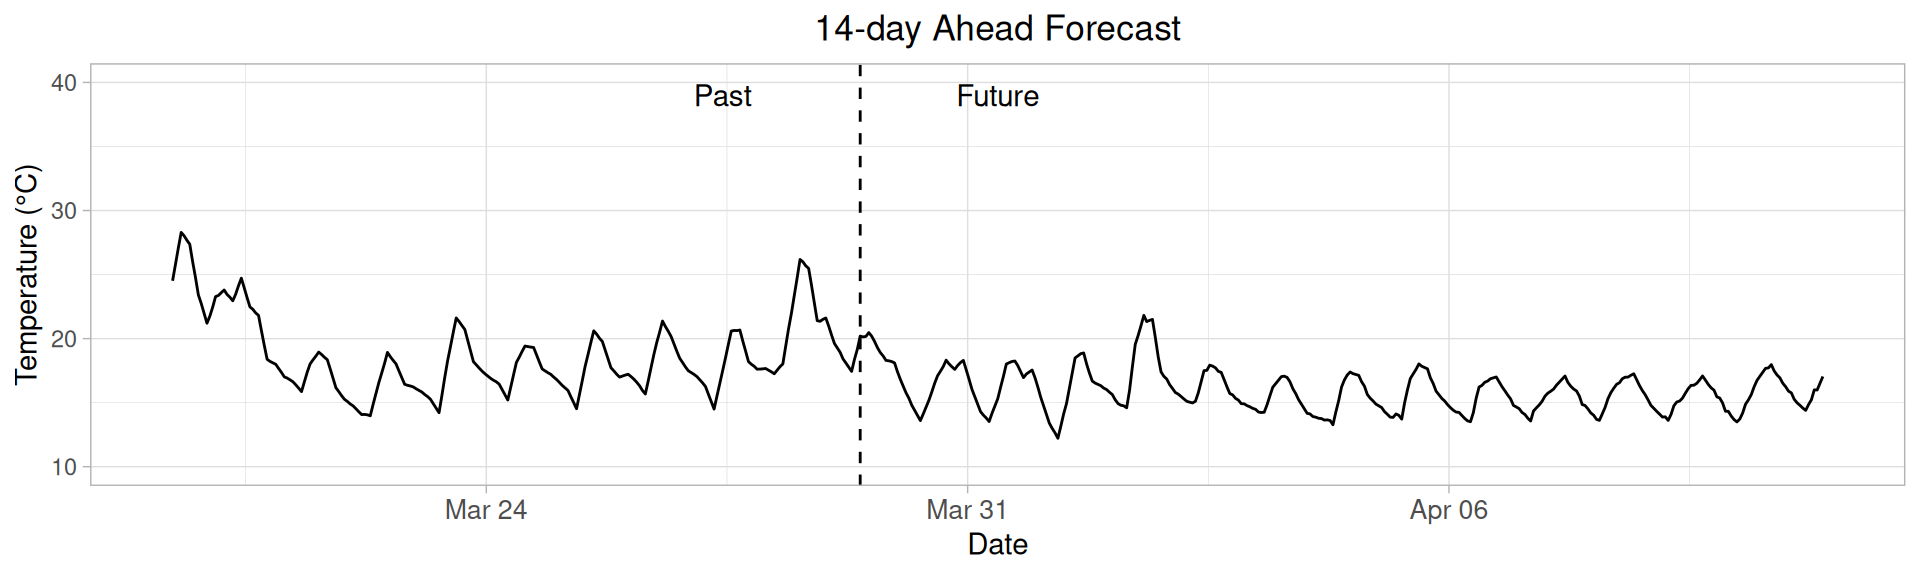 14-day Ahead Forecast
Past
Future
40
30
20
10
Temperature (°C)
Mar 24
Mar 31
Apr 06
Date